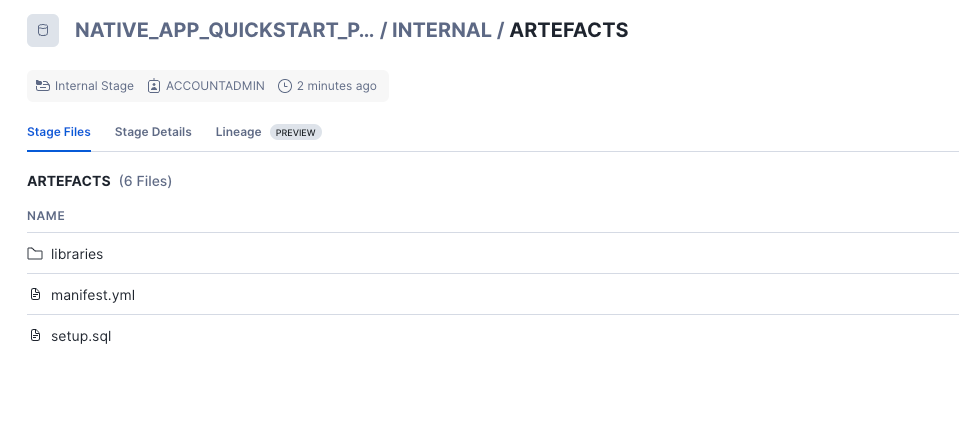 NATIVE_APP_QUICKSTART_P... / INTERNAL / ARTEFACTS
Internal Stage ACCOUNTADMIN 2 minutes ago
Stage Files Stage Details Lineage PREVIEW
ARTEFACTS (6 Files)
NAME
libraries
manifest.yml
setup.sql